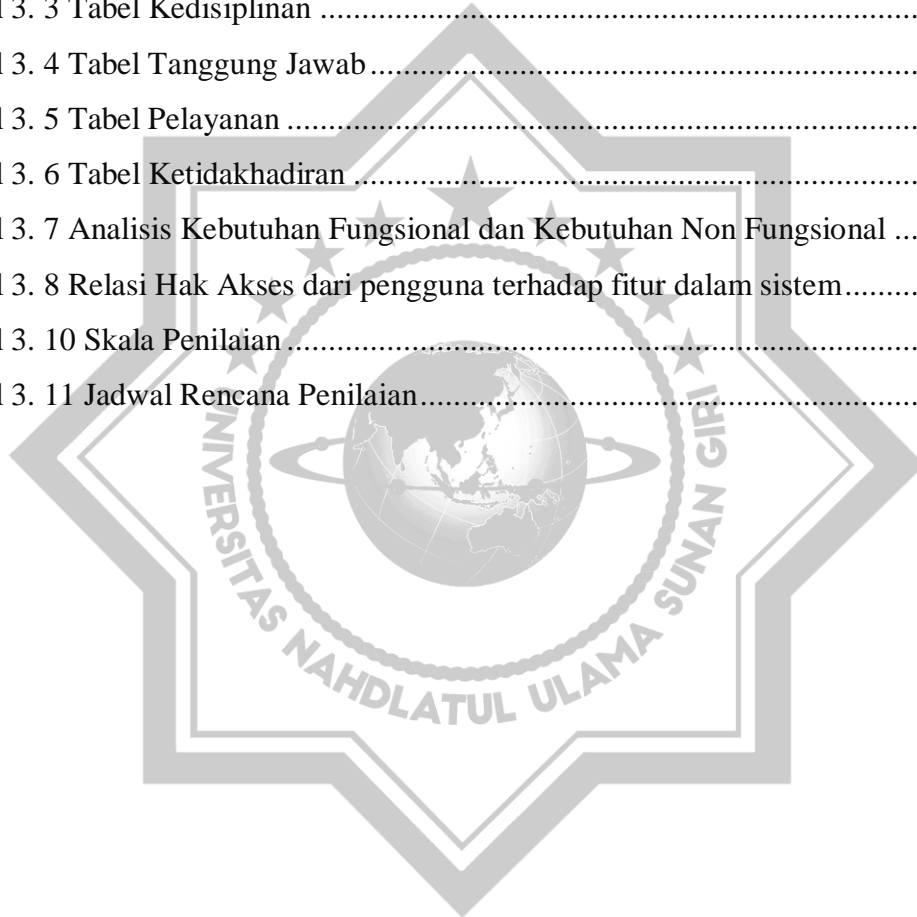 l 3. 3 Tabel Kedisiplinan ........................................................................
l 3. 4 Tabel Tanggung Jawab ..................................................................
l 3. 5 Tabel Pelayanan ............................................................................
l 3. 6 Tabel Ketidakhadiran ....................................................................
l 3. 7 Analisis Kebutuhan Fungsional dan Kebutuhan Non Fungsional ...
l 3. 8 Relasi Hak Akses dari pengguna terhadap fitur dalam sistem.........
l 3. 10 Skala Penilaian ............................................................................
l 3. 11 Jadwal Rencana Penilaian............................................................
UNIVERSITAS NAHDLATUL ULAMA SUNAN GIRI